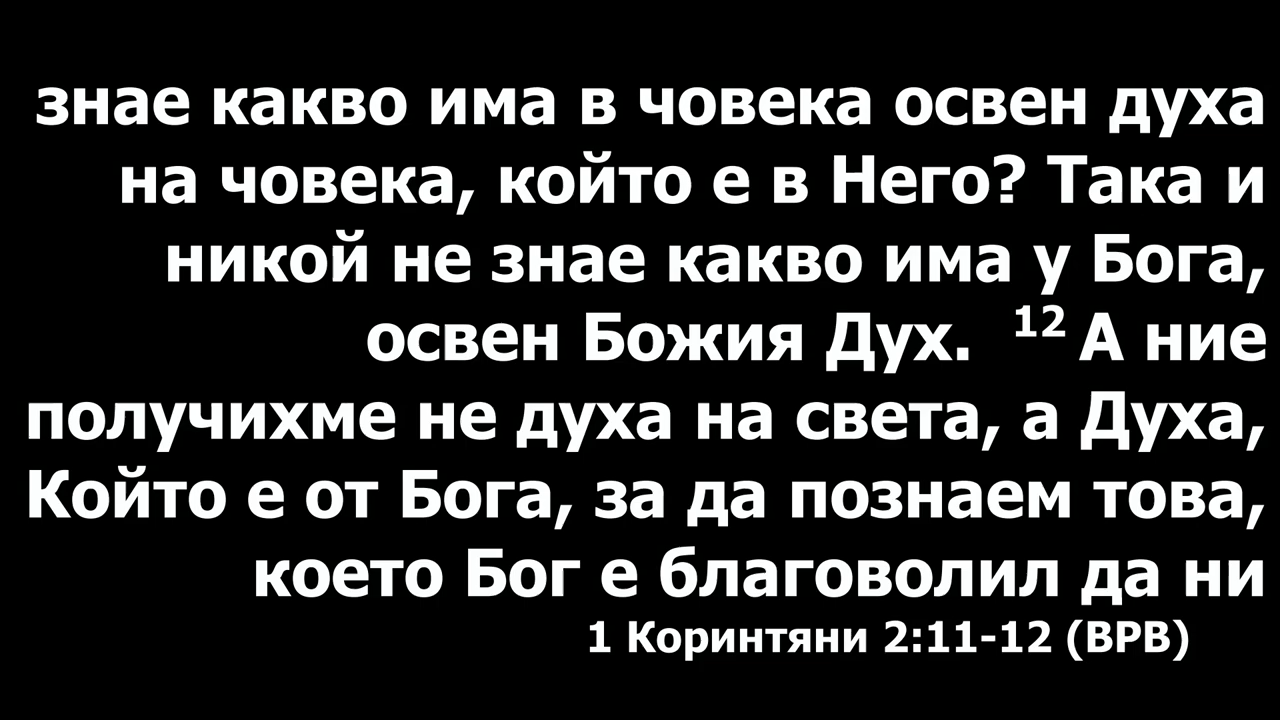 знае какво има в човека освен духа
на човека, който е в Него? Така и
никой не знае какво има у Бога,
освен Божия Дух. 12 А ние
получихме не духа на света, а Духа,
Който е от Бога, за да познаем това,
което Бог е благоволил да ни
1 Коринтяни 2:11-12 (ВРВ)